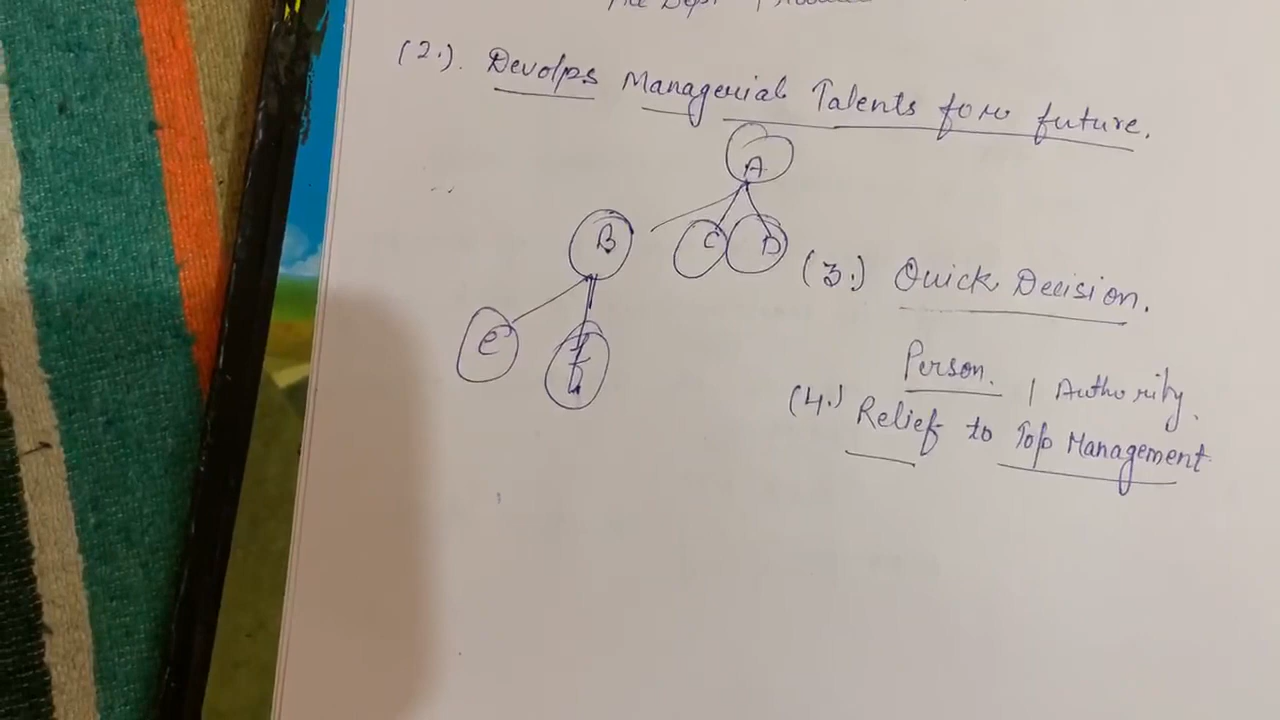 (2.). Devolps Managerial Talents for future.
A
B C D
(3.) Quick Decision.
e f
Person. | Authority.
(4.) Relief to Top Management